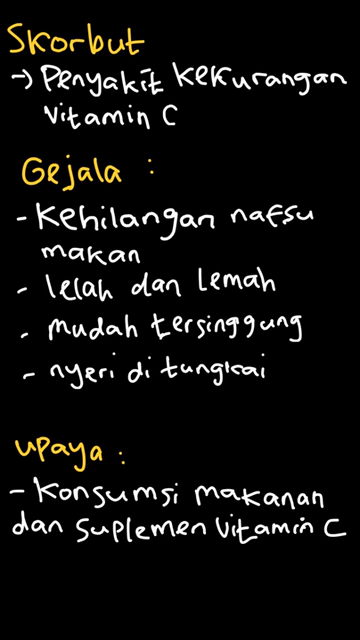 Skorbut
→ Penyakit kekurangan
vitamin C
Gejala :
- Kehilangan nafsu
makan
- lelah dan lemah
- mudah tersinggung
- nyeri di tungkai
upaya :
- Konsumsi makanan
dan suplemen vitamin C